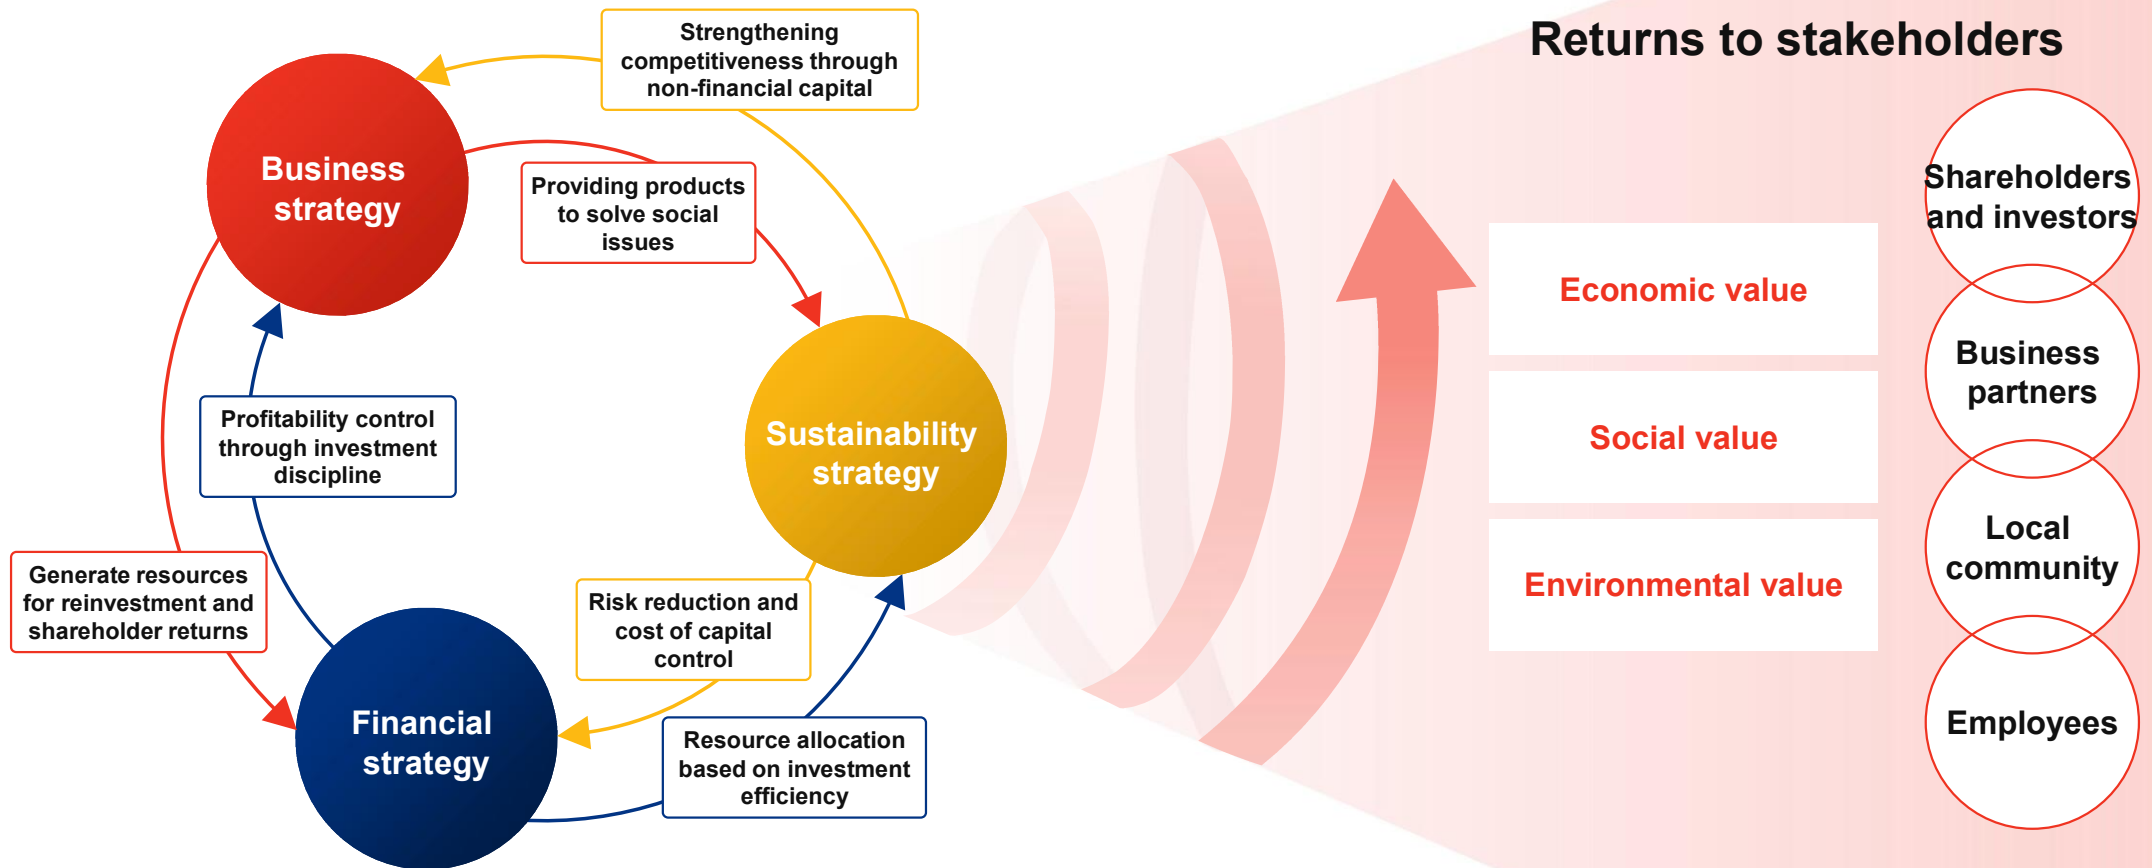 Strengthening
competitiveness through
non-financial capital
Business
strategy
Providing products
to solve social
issues
Profitability control
through investment
discipline
Sustainability
strategy
Generate resources
for reinvestment and
shareholder returns
Risk reduction and
cost of capital
control
Financial
strategy
Resource allocation
based on investment
efficiency
Returns to stakeholders
Economic value
Social value
Environmental value
Shareholders
and investors
Business
partners
Local
community
Employees